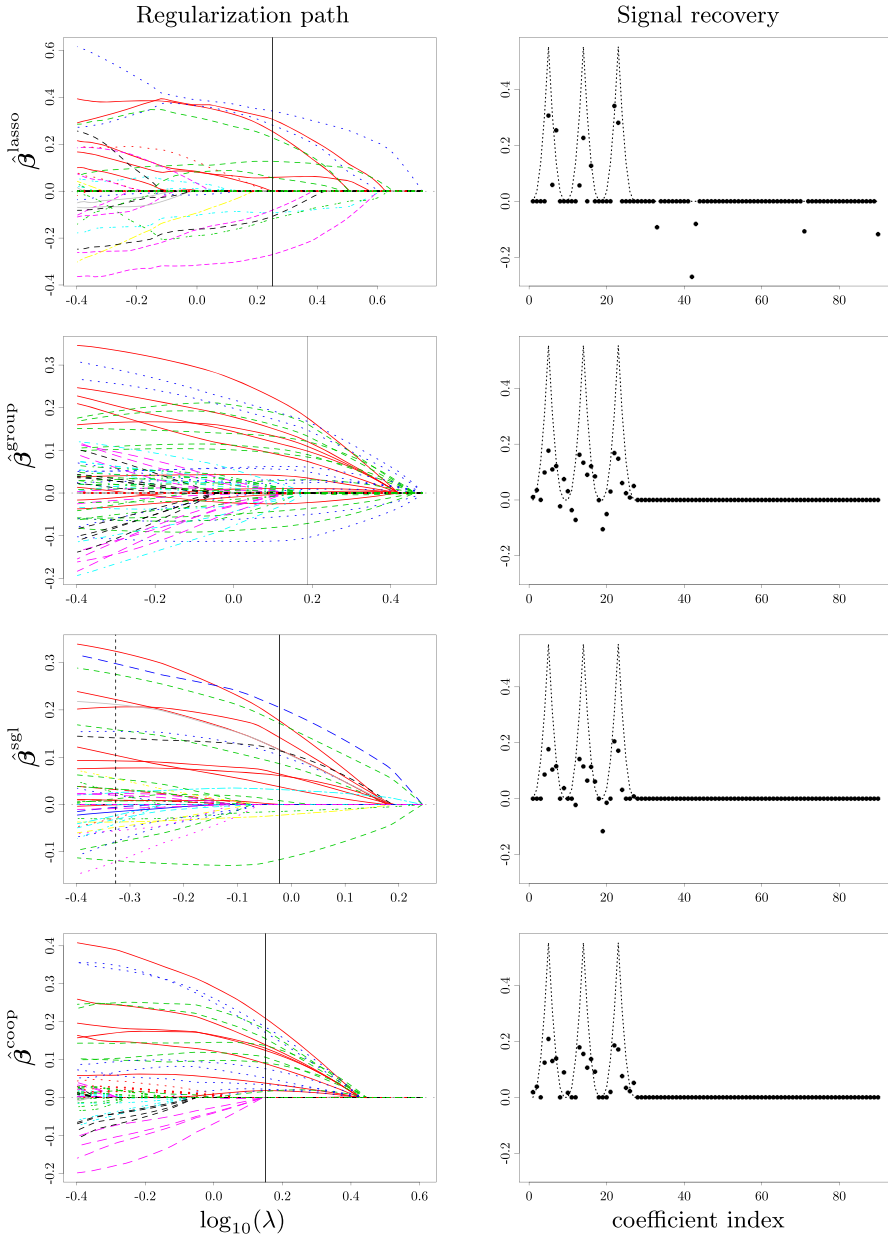 Regularization path
Signal recovery
β̂^lasso
-0.4 -0.2 0.0 0.2 0.4 0.6
-0.4 -0.2 0.0 0.2 0.4 0.6
-0.2 0.0 0.2 0.4
0 20 40 60 80
β̂^group
-0.2 -0.1 0.0 0.1 0.2 0.3
-0.4 -0.2 0.0 0.2 0.4
-0.2 0.0 0.2 0.4
0 20 40 60 80
β̂^sgl
-0.1 0.0 0.1 0.2 0.3
-0.4 -0.3 -0.2 -0.1 0.0 0.1 0.2
-0.2 0.0 0.2 0.4
0 20 40 60 80
β̂^coop
-0.2 -0.1 0.0 0.1 0.2 0.3 0.4
-0.4 -0.2 0.0 0.2 0.4 0.6
-0.2 0.0 0.2 0.4
0 20 40 60 80
log₁₀(λ)
coefficient index